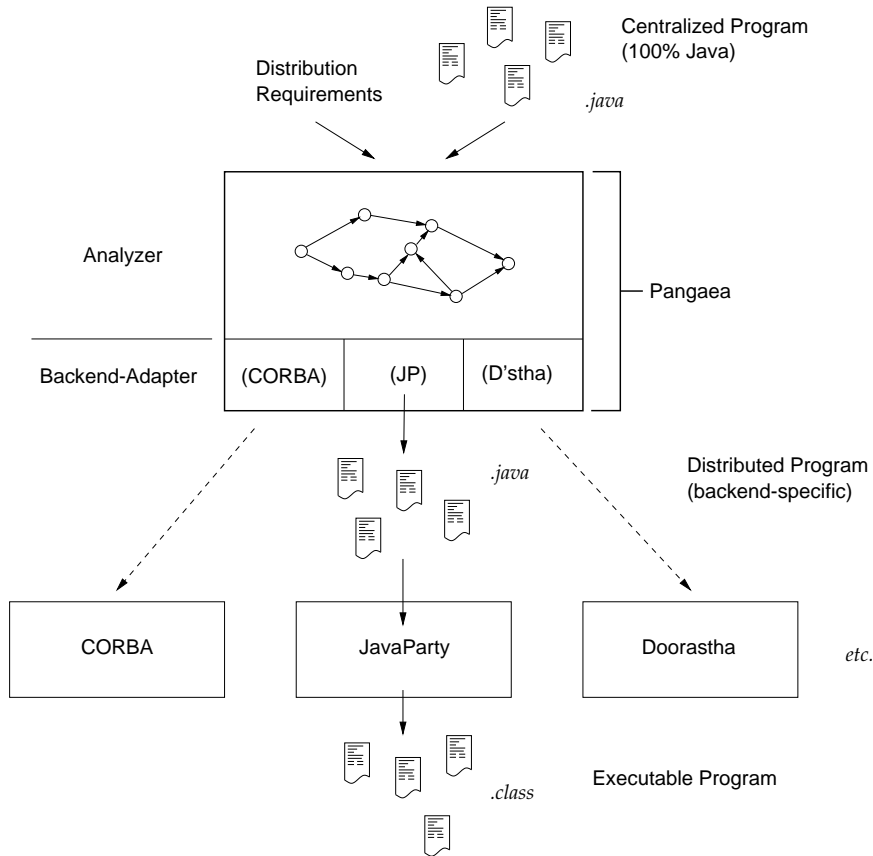 Centralized Program
(100% Java)
Distribution
Requirements
.java
Analyzer
Pangaea
Backend-Adapter
(CORBA)
(JP)
(D'stha)
.java
Distributed Program
(backend-specific)
CORBA
JavaParty
Doorastha
etc.
.class
Executable Program